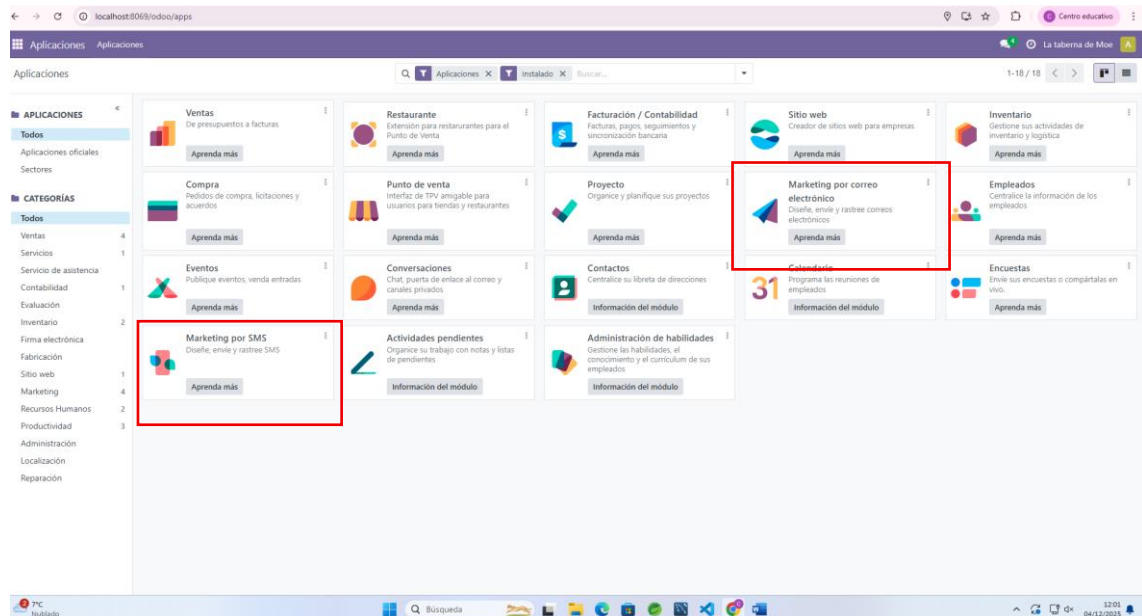 localhost:8069/odoo/apps
Centro educativo
Aplicaciones Aplicaciones
4
La taberna de Moe A
Aplicaciones
Aplicaciones X Instalado X Buscar...
1-18 / 18
APLICACIONES
Todos
Aplicaciones oficiales
Sectores
CATEGORÍAS
Todos
Ventas 4
Servicios 1
Servicio de asistencia
Contabilidad 1
Evaluación
Inventario 2
Firma electrónica
Fabricación
Sitio web 1
Marketing 4
Recursos Humanos 2
Productividad 3
Administración
Localización
Reparación
Ventas
De presupuestos a facturas
Aprenda más
Restaurante
Extensión para restaurantes para el
Punto de Venta
Aprenda más
Facturación / Contabilidad
Facturas, pagos, seguimientos y
sincronización bancaria
Aprenda más
Sitio web
Creador de sitios web para empresas
Aprenda más
Inventario
Gestione sus actividades de
inventario y logística
Aprenda más
Compra
Pedidos de compra, licitaciones y
acuerdos
Aprenda más
Punto de venta
Interfaz de TPV amigable para
usuarios para tiendas y restaurantes
Aprenda más
Proyecto
Organice y planifique sus proyectos
Aprenda más
Marketing por correo
electrónico
Diseñe, envíe y rastree correos
electrónicos
Aprenda más
Empleados
Centralice la información de los
empleados
Aprenda más
Eventos
Publique eventos, venda entradas
Aprenda más
Conversaciones
Chat, puerta de enlace al correo y
canales privados
Aprenda más
Contactos
Centralice su libreta de direcciones
Información del módulo
31
Calendario
Programa las reuniones de
empleados
Información del módulo
Encuestas
Envíe sus encuestas o compártalas en
vivo.
Aprenda más
Marketing por SMS
Diseñe, envíe y rastree SMS
Aprenda más
Actividades pendientes
Organice su trabajo con notas y listas
de pendientes
Información del módulo
Administración de habilidades
Gestione las habilidades, el
conocimiento y el currículum de sus
empleados
Información del módulo
2
7°C
Nublado
Búsqueda
12:01
04/12/2025